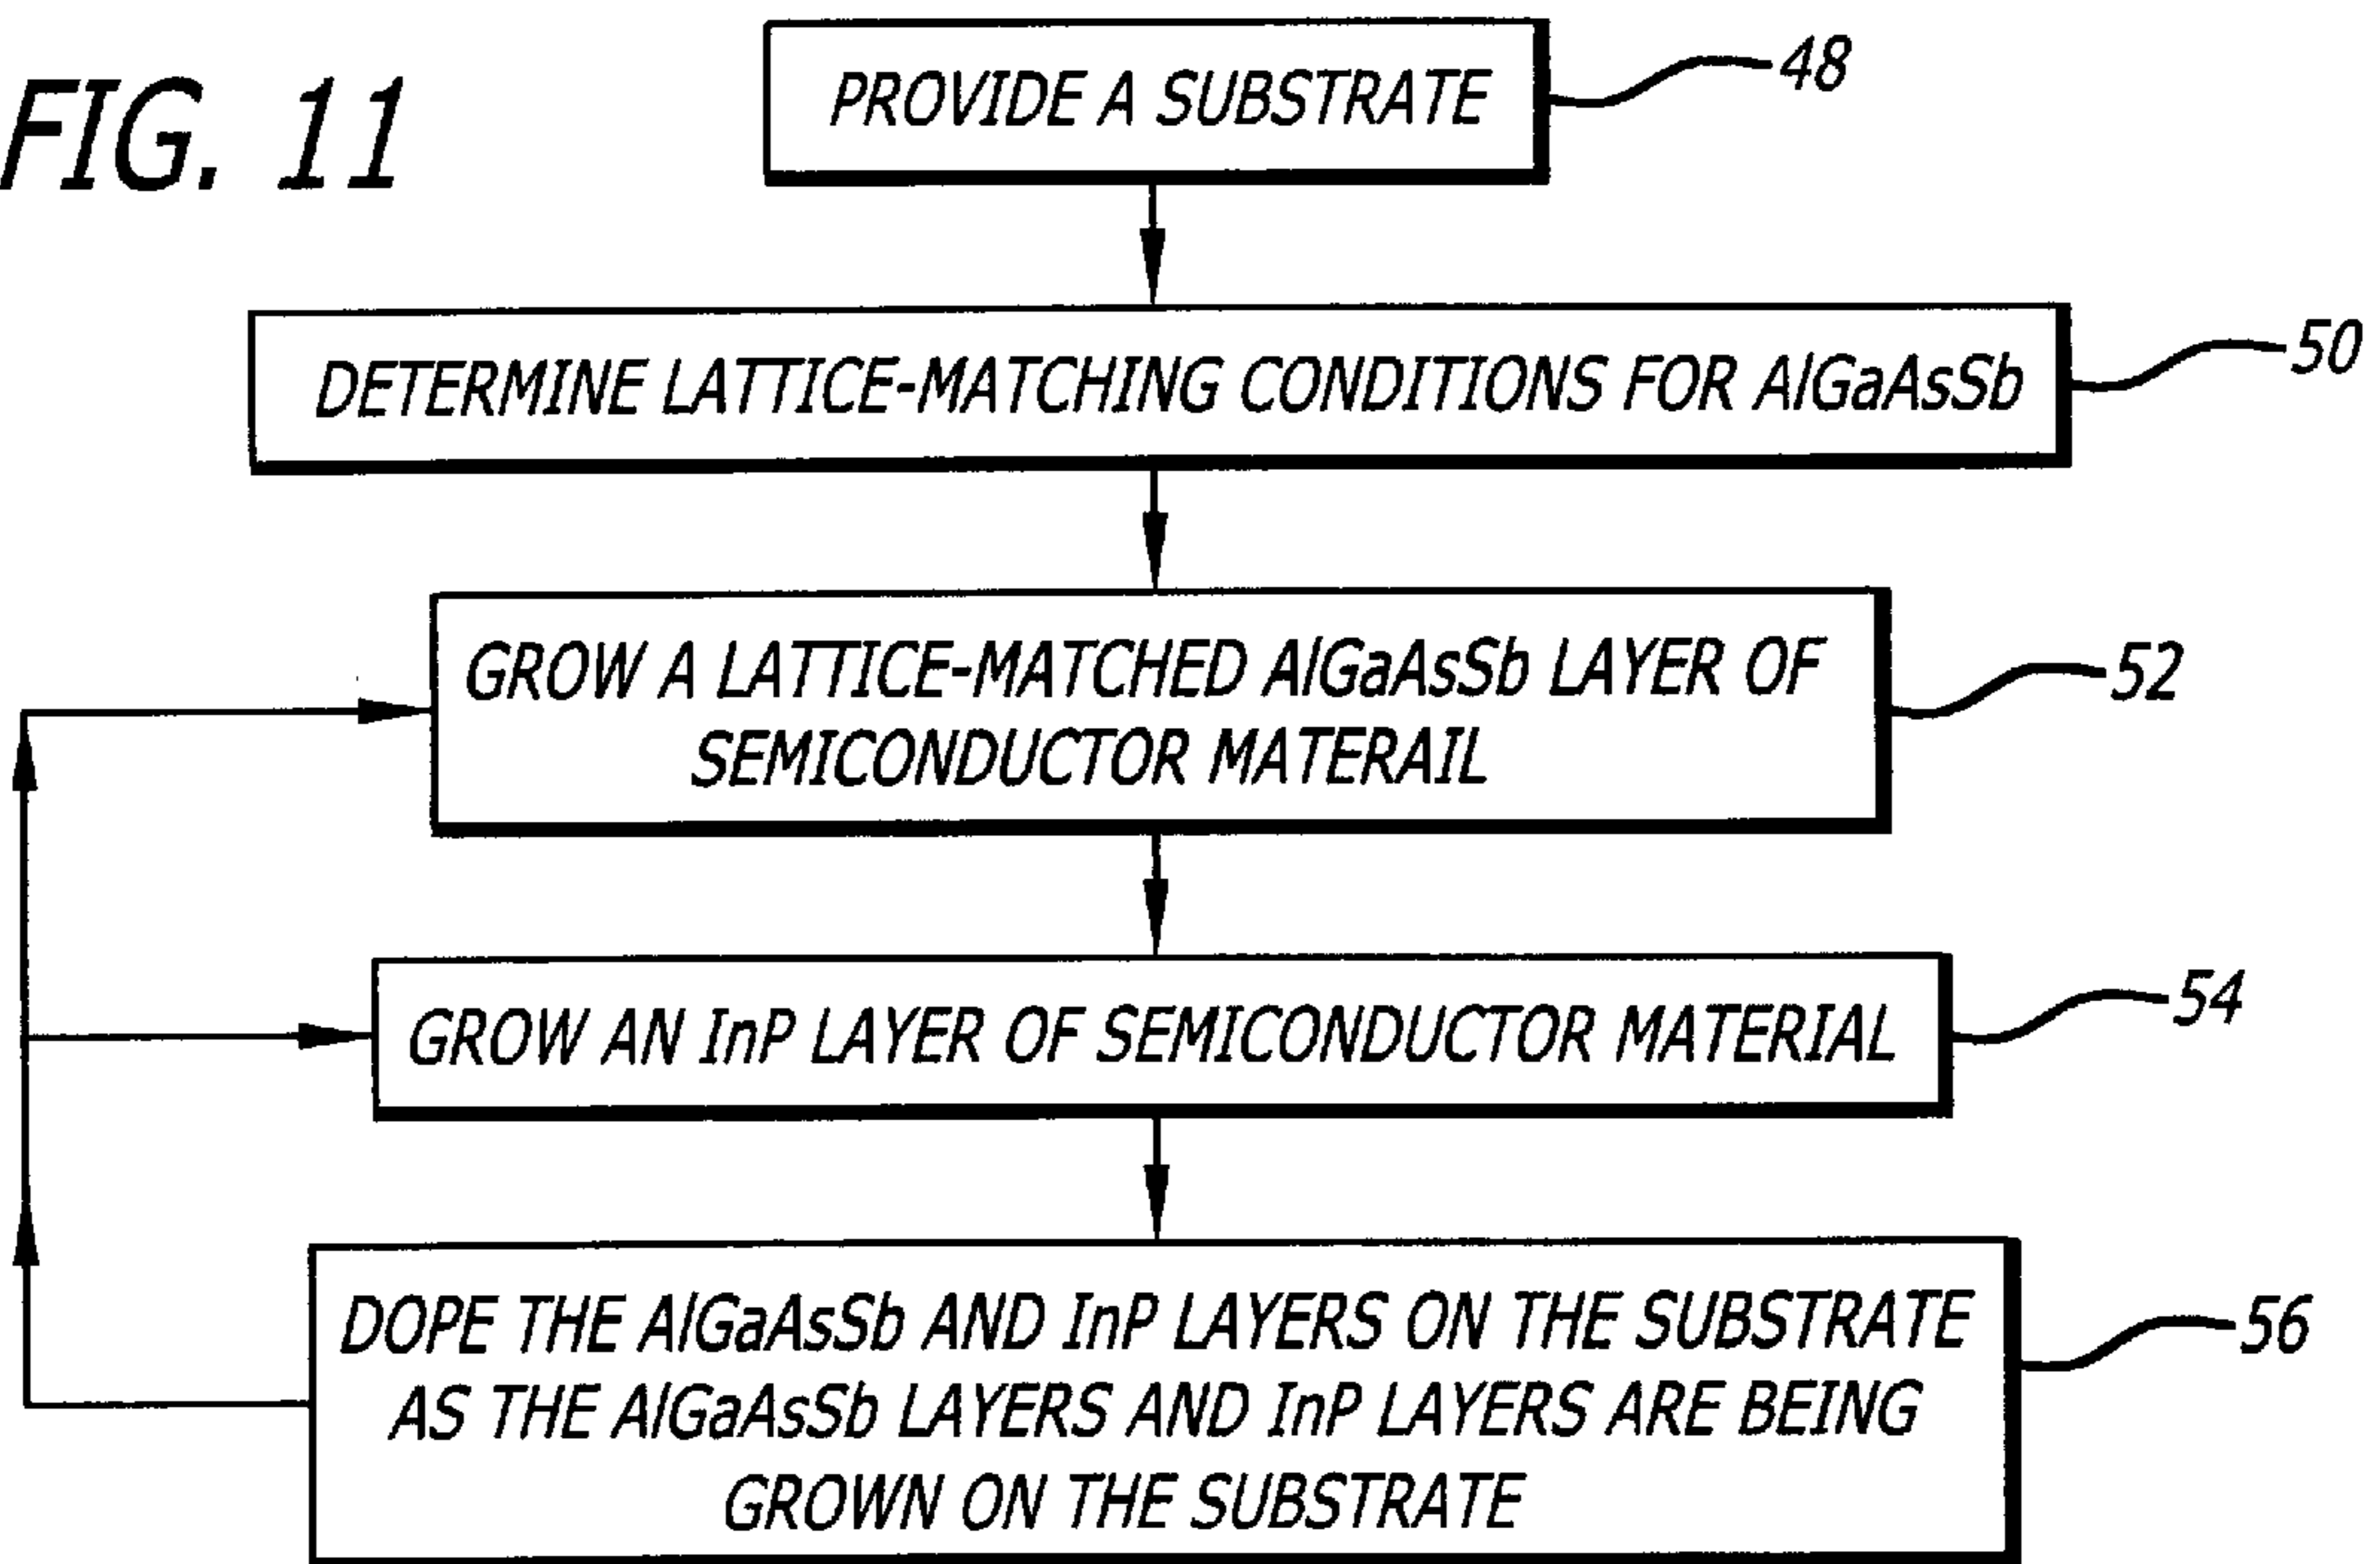 FIG. 11
PROVIDE A SUBSTRATE
48
DETERMINE LATTICE-MATCHING CONDITIONS FOR AlGaAsSb
50
GROW A LATTICE-MATCHED AlGaAsSb LAYER OF
SEMICONDUCTOR MATERAIL
52
GROW AN InP LAYER OF SEMICONDUCTOR MATERIAL
54
DOPE THE AlGaAsSb AND InP LAYERS ON THE SUBSTRATE
AS THE AlGaAsSb LAYERS AND InP LAYERS ARE BEING
GROWN ON THE SUBSTRATE
56